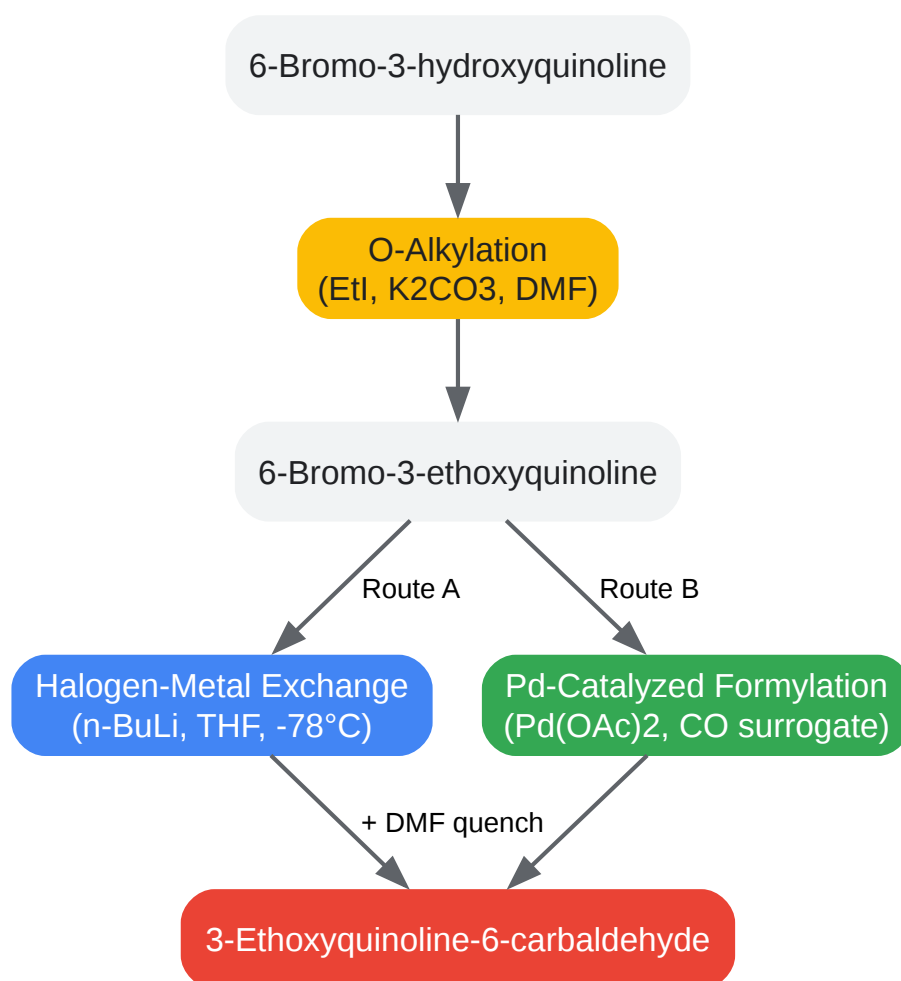 6-Bromo-3-hydroxyquinoline
O-Alkylation
(EtI, K2CO3, DMF)
6-Bromo-3-ethoxyquinoline
Route A
Route B
Halogen-Metal Exchange
(n-BuLi, THF, -78°C)
Pd-Catalyzed Formylation
(Pd(OAc)2, CO surrogate)
+ DMF quench
3-Ethoxyquinoline-6-carbaldehyde